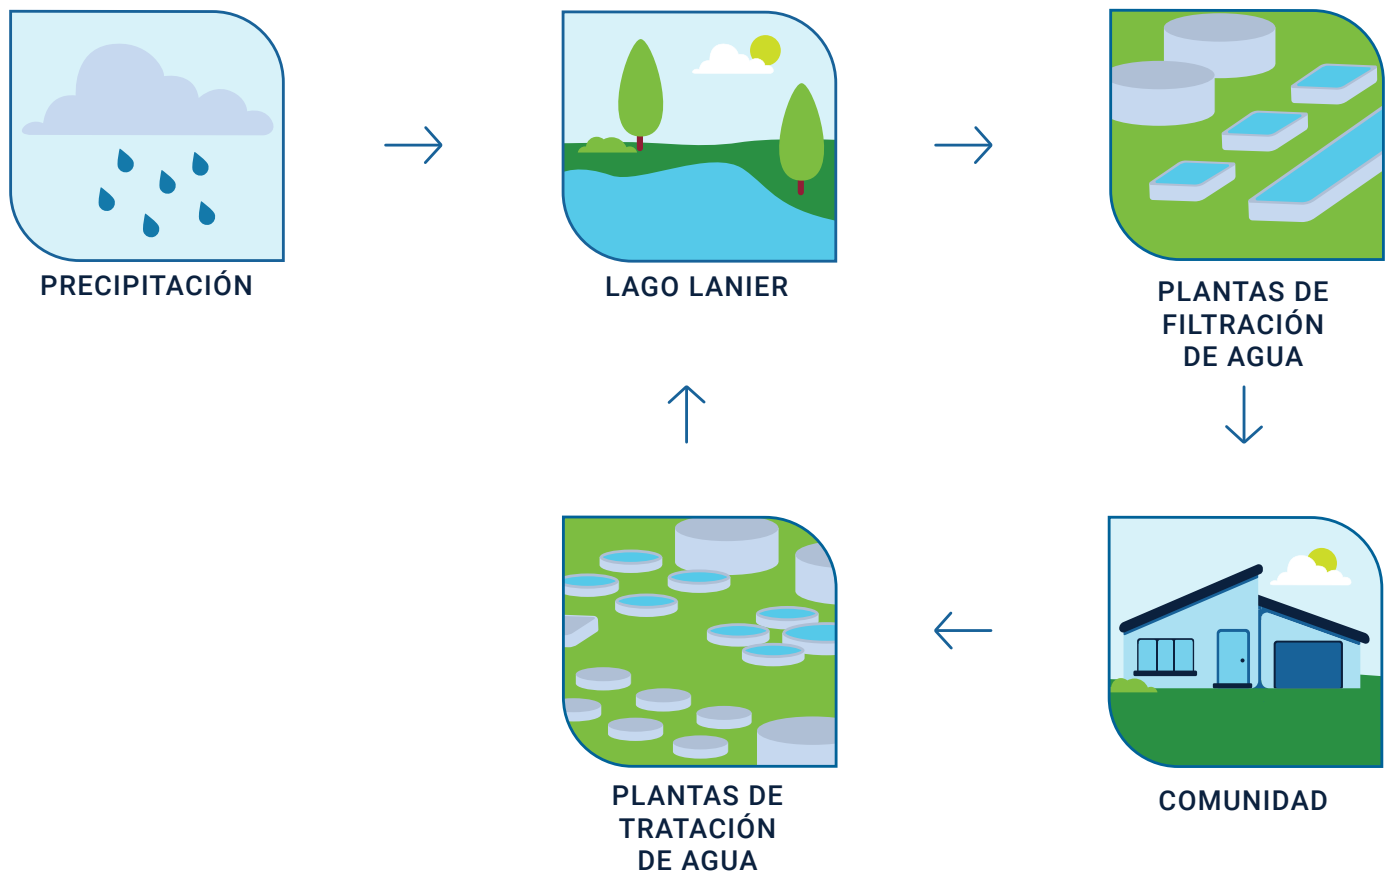 PRECIPITACIÓN
LAGO LANIER
PLANTAS DE
FILTRACIÓN
DE AGUA
PLANTAS DE
TRATACIÓN
DE AGUA
COMUNIDAD